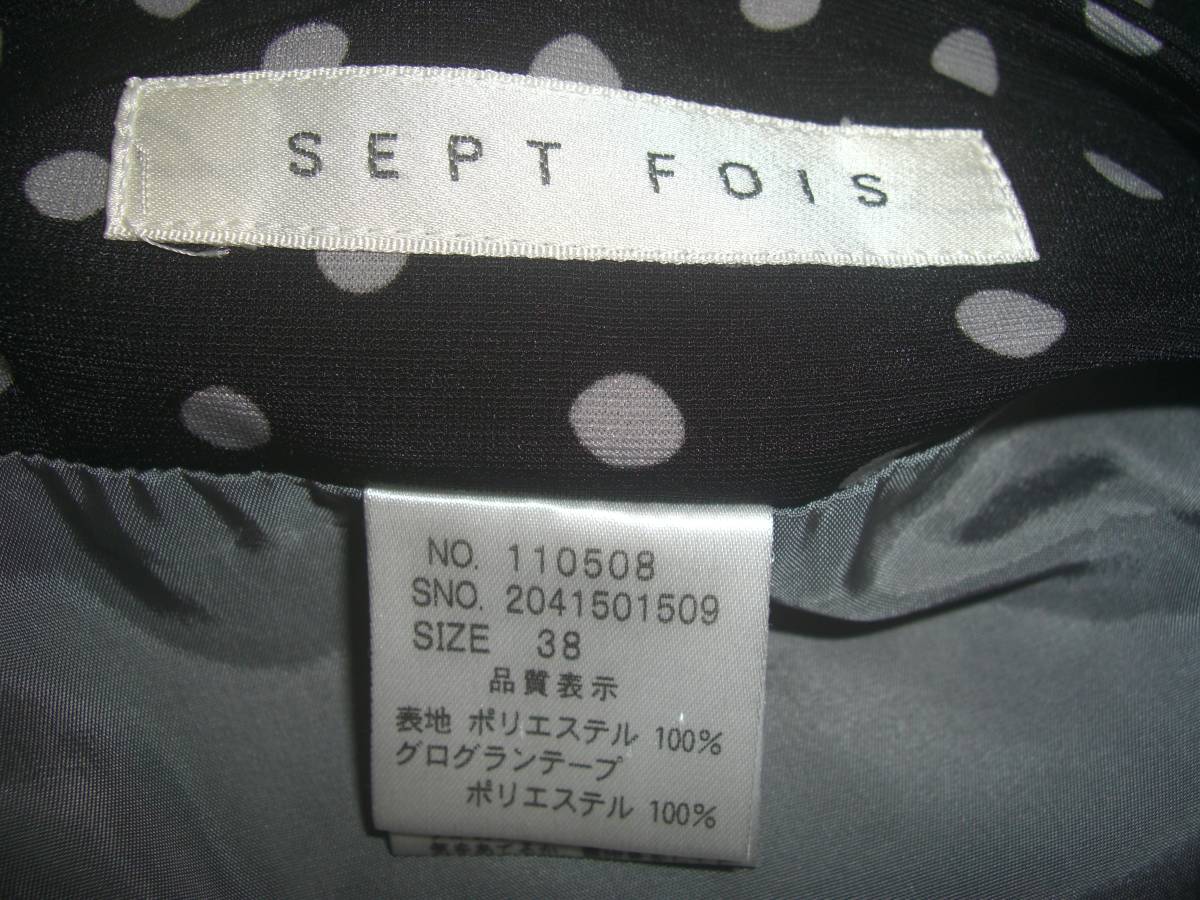 SEPT FOIS
NO. 110508
SNO. 2041501509
SIZE 38
品質表示
表地 ポリエステル 100%
グログランテープ
ポリエステル 100%